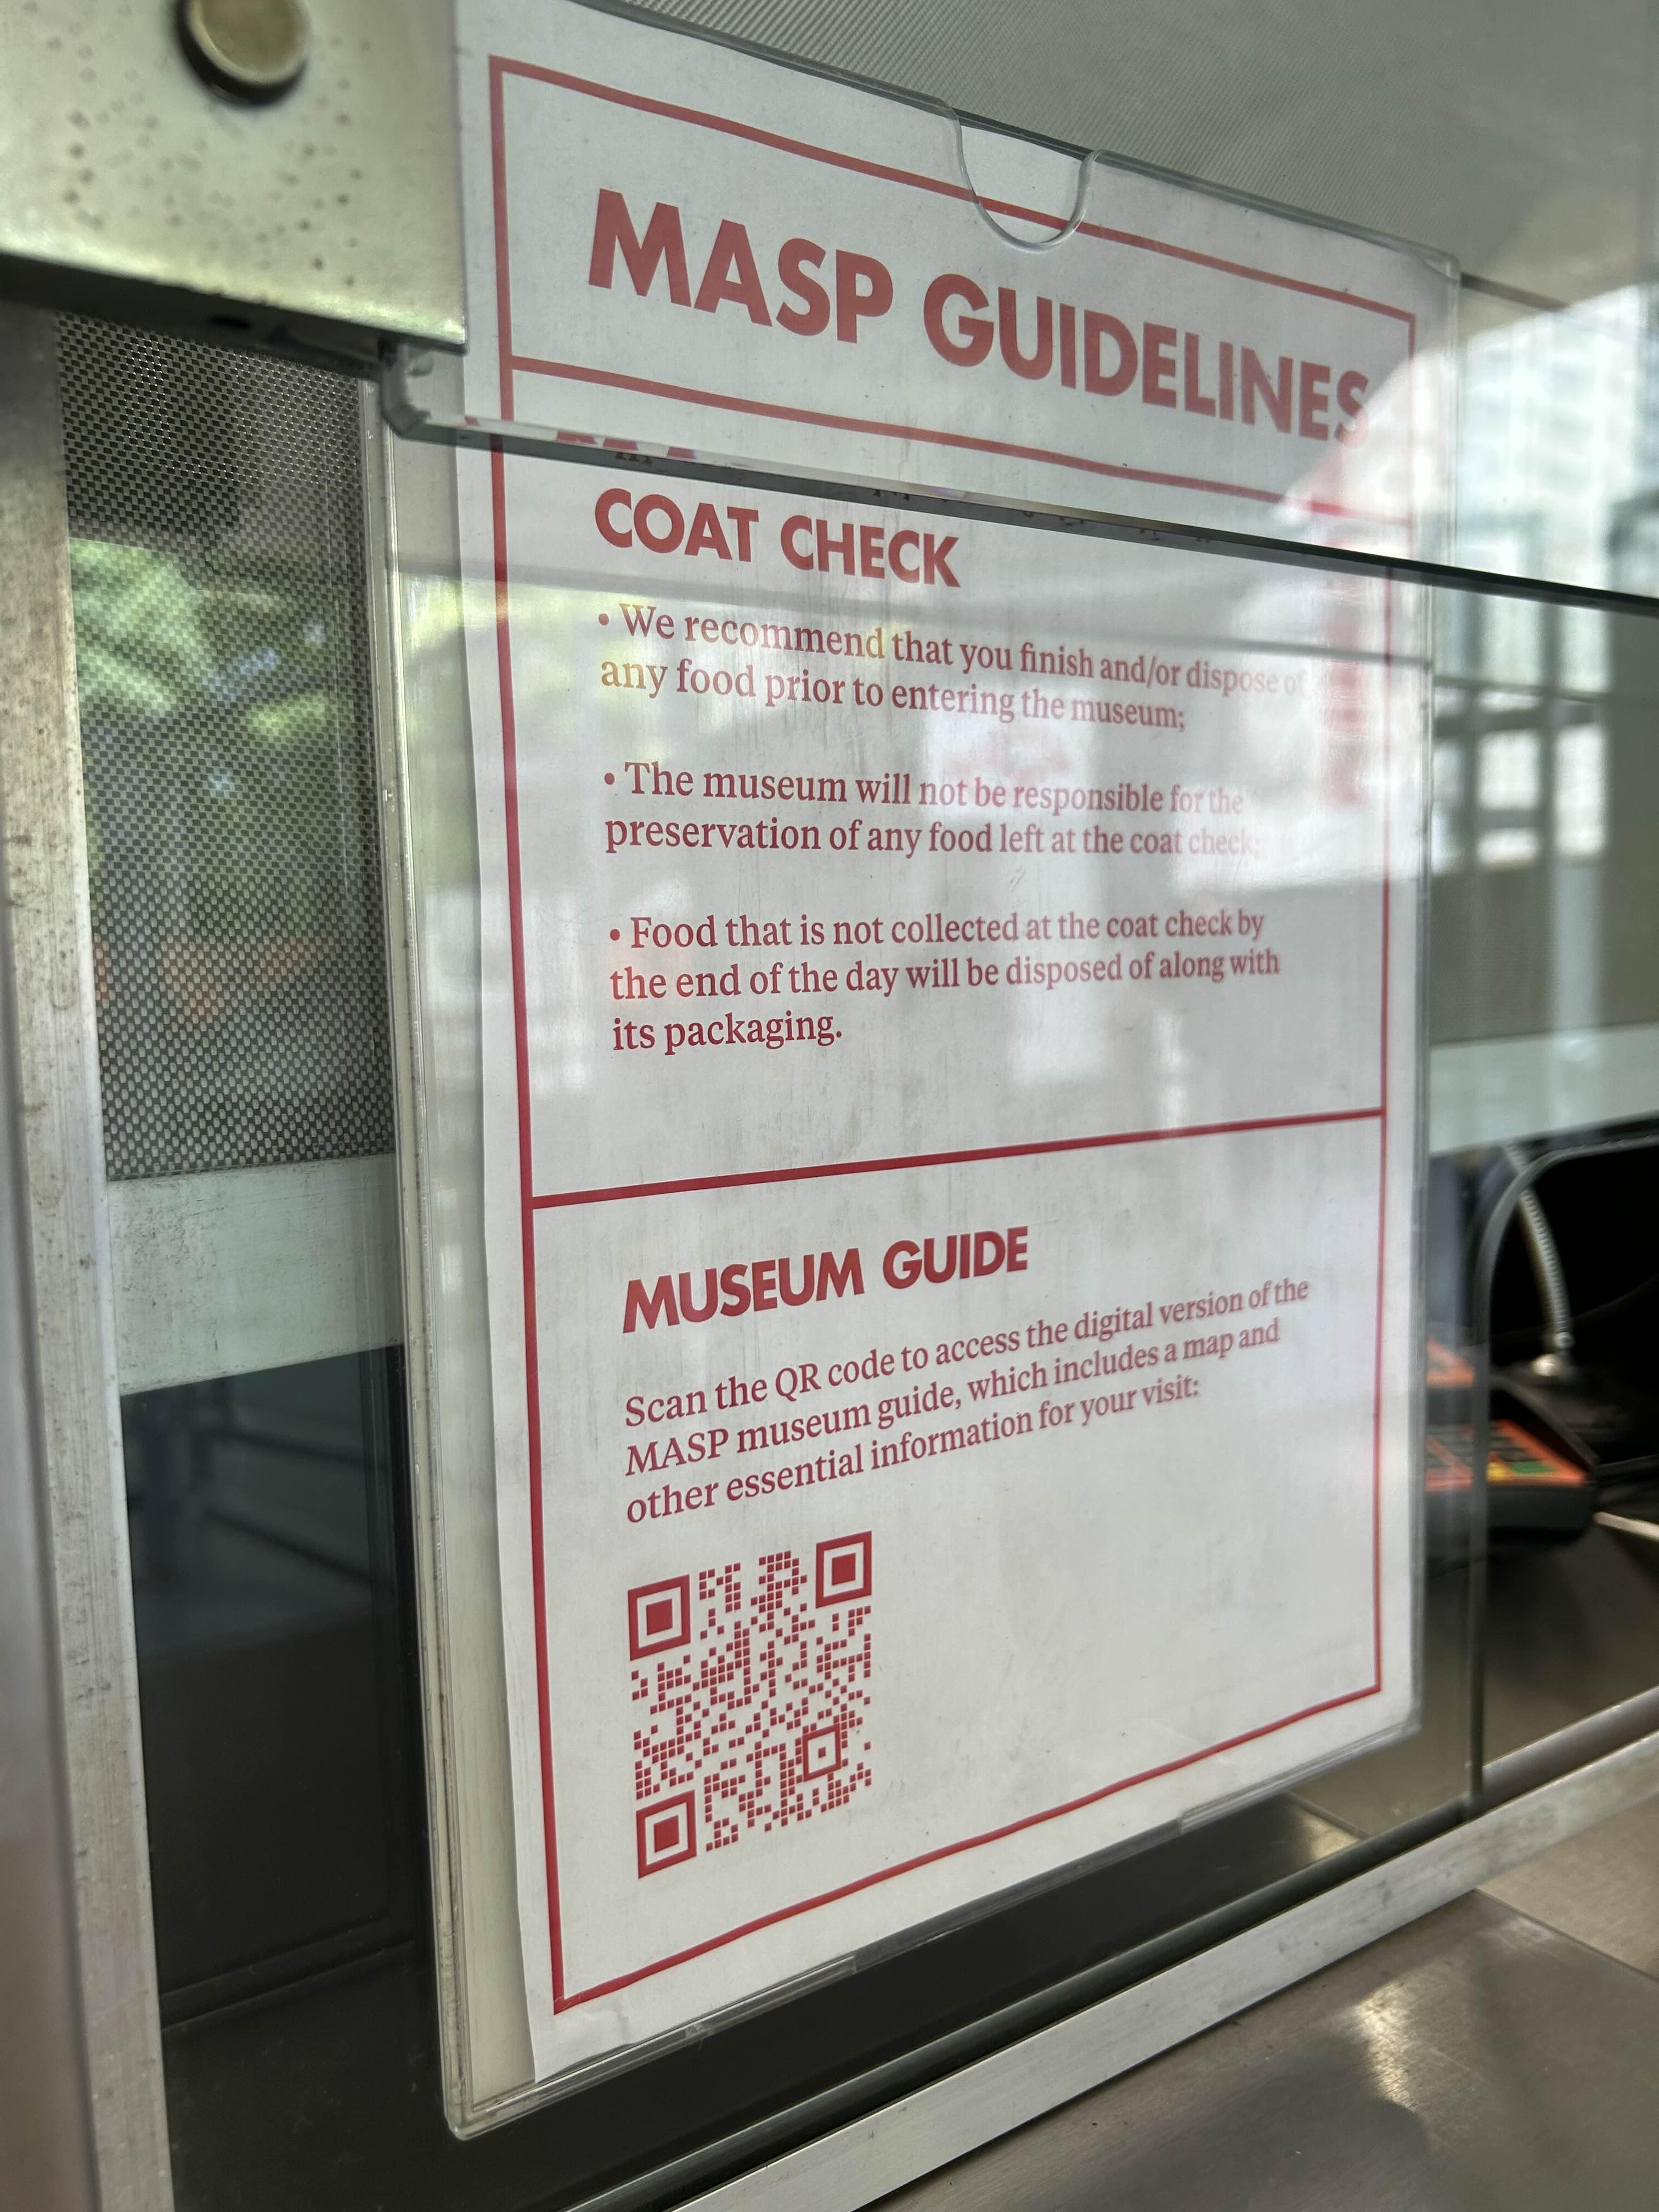 MASP GUIDELINES
COAT CHECK
• We recommend that you finish and/or dispose of
any food prior to entering the museum;
• The museum will not be responsible for the
preservation of any food left at the coat check;
• Food that is not collected at the coat check by
the end of the day will be disposed of along with
its packaging.
MUSEUM GUIDE
Scan the QR code to access the digital version of the
MASP museum guide, which includes a map and
other essential information for your visit: